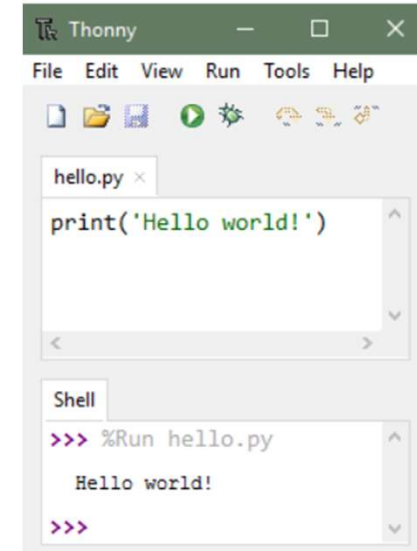 Thonny
File Edit View Run Tools Help
hello.py
print('Hello world!')
Shell
>>> %Run hello.py
Hello world!
>>>